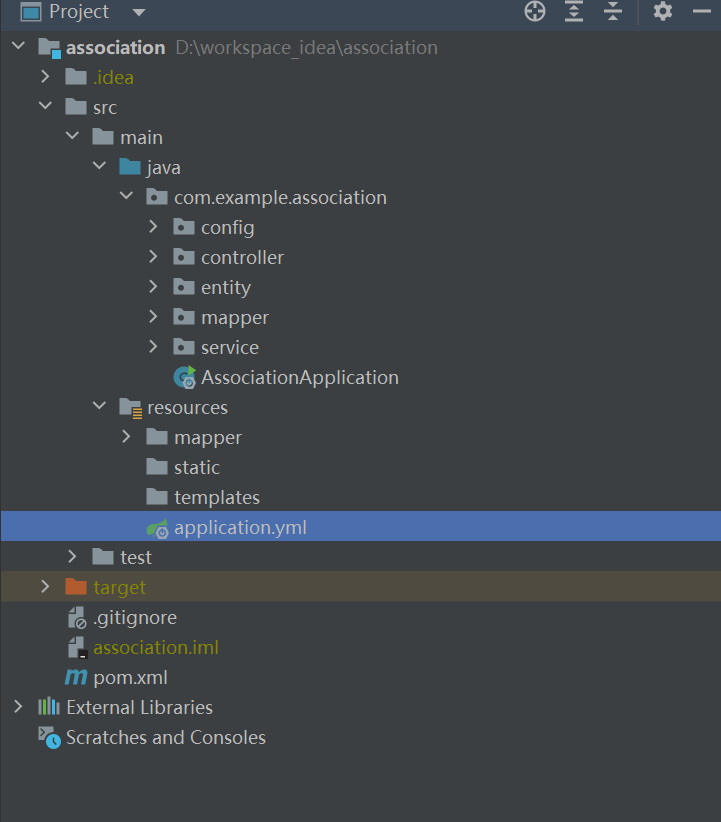 Project
association D:\workspace_idea\association
.idea
src
main
java
com.example.association
config
controller
entity
mapper
service
AssociationApplication
resources
mapper
static
templates
application.yml
test
target
.gitignore
association.iml
pom.xml
External Libraries
Scratches and Consoles